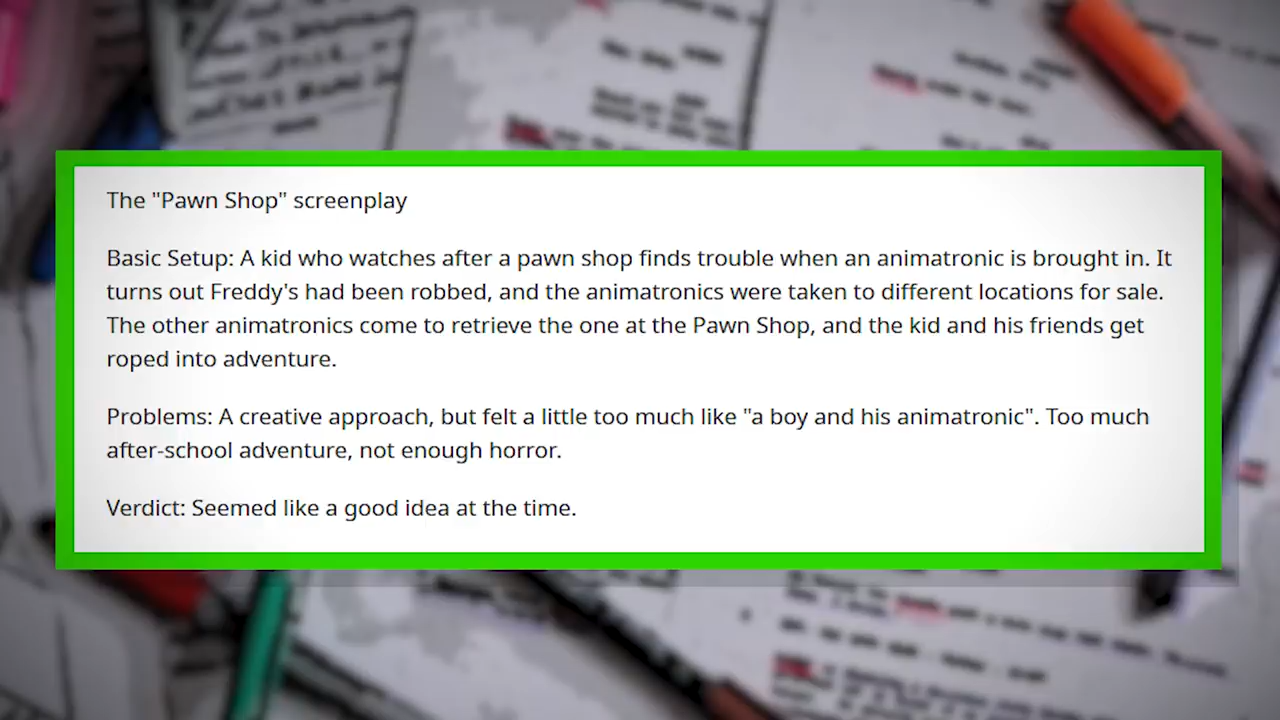 The "Pawn Shop" screenplay
Basic Setup: A kid who watches after a pawn shop finds trouble when an animatronic is brought in. It
turns out Freddy's had been robbed, and the animatronics were taken to different locations for sale.
The other animatronics come to retrieve the one at the Pawn Shop, and the kid and his friends get
roped into adventure.
Problems: A creative approach, but felt a little too much like "a boy and his animatronic". Too much
after-school adventure, not enough horror.
Verdict: Seemed like a good idea at the time.